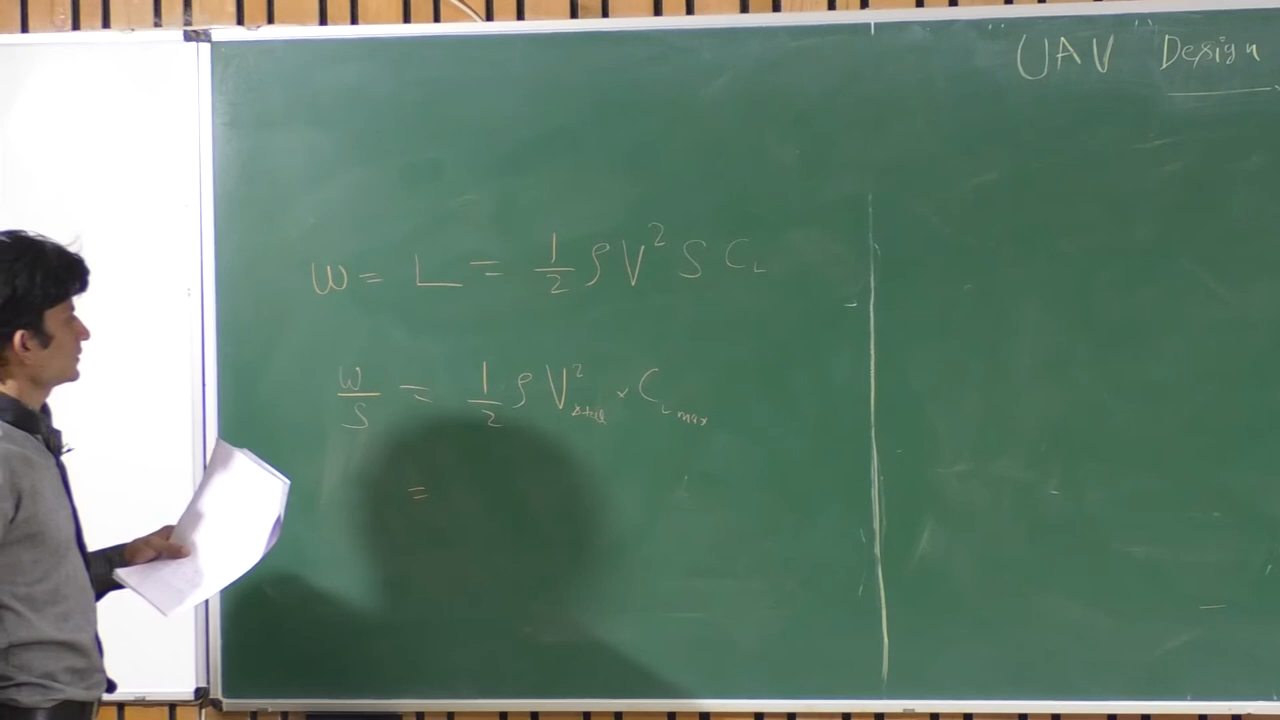 UAV Design
W = L = 1/2 ρ V² S C_L
W/S = 1/2 ρ V²_stall × C_L max
=